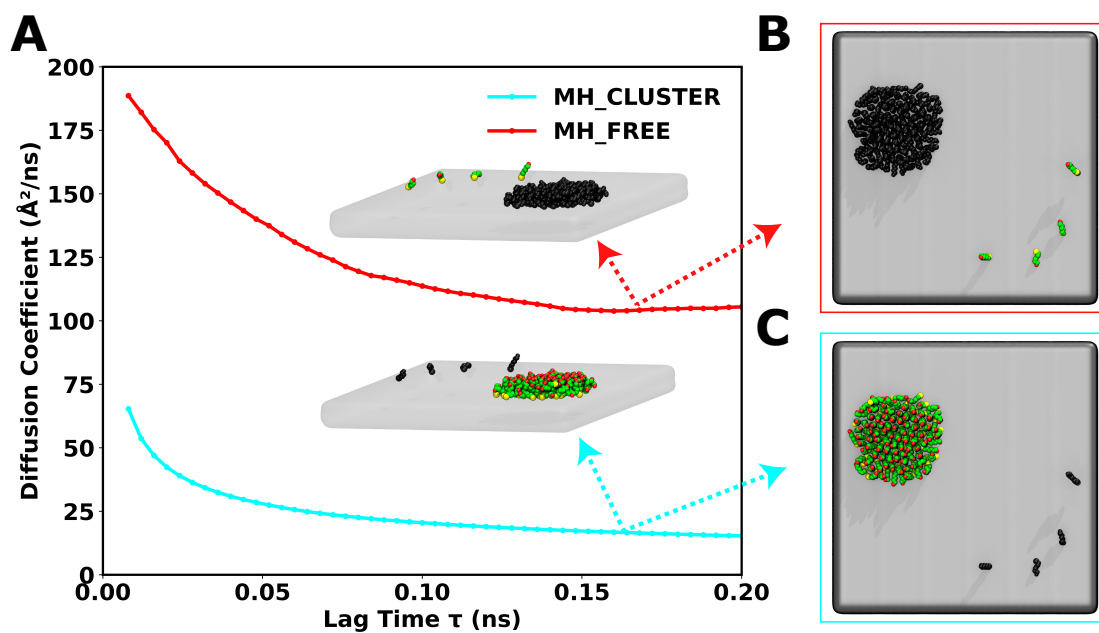 A
B
200
175
150
125
100
75
50
25
0
Diffusion Coefficient (Å²/ns)
MH_CLUSTER
MH_FREE
C
0.00
0.05
0.10
0.15
0.20
Lag Time τ (ns)